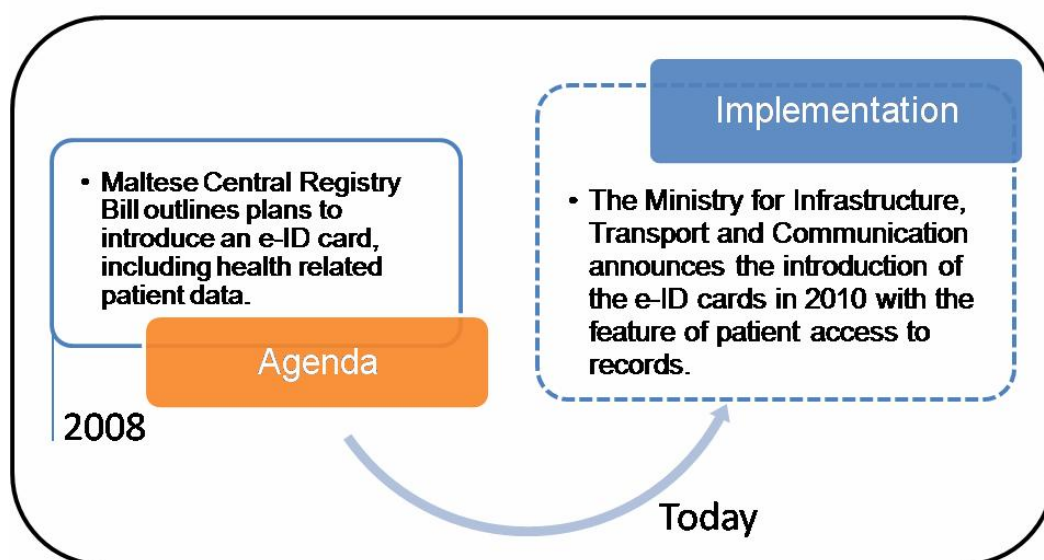 • Maltese Central Registry
Bill outlines plans to
introduce an e-ID card,
including health related
patient data.
Agenda
2008
Implementation
• The Ministry for Infrastructure,
Transport and Communication
announces the introduction of
the e-ID cards in 2010 with the
feature of patient access to
records.
Today